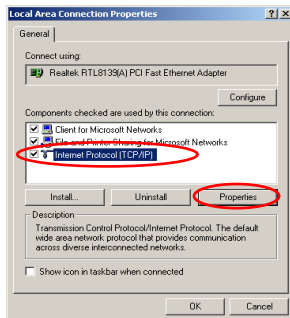 Local Area Connection Properties
General
Connect using:
Realtek RTL8139(A) PCI Fast Ethernet Adapter
Configure
Components checked are used by this connection:
Client for Microsoft Networks
File and Printer Sharing for Microsoft Networks
Internet Protocol (TCP/IP)
Install...
Uninstall
Properties
Description
Transmission Control Protocol/Internet Protocol. The default
wide area network protocol that provides communication
across diverse interconnected networks.
Show icon in taskbar when connected
OK
Cancel